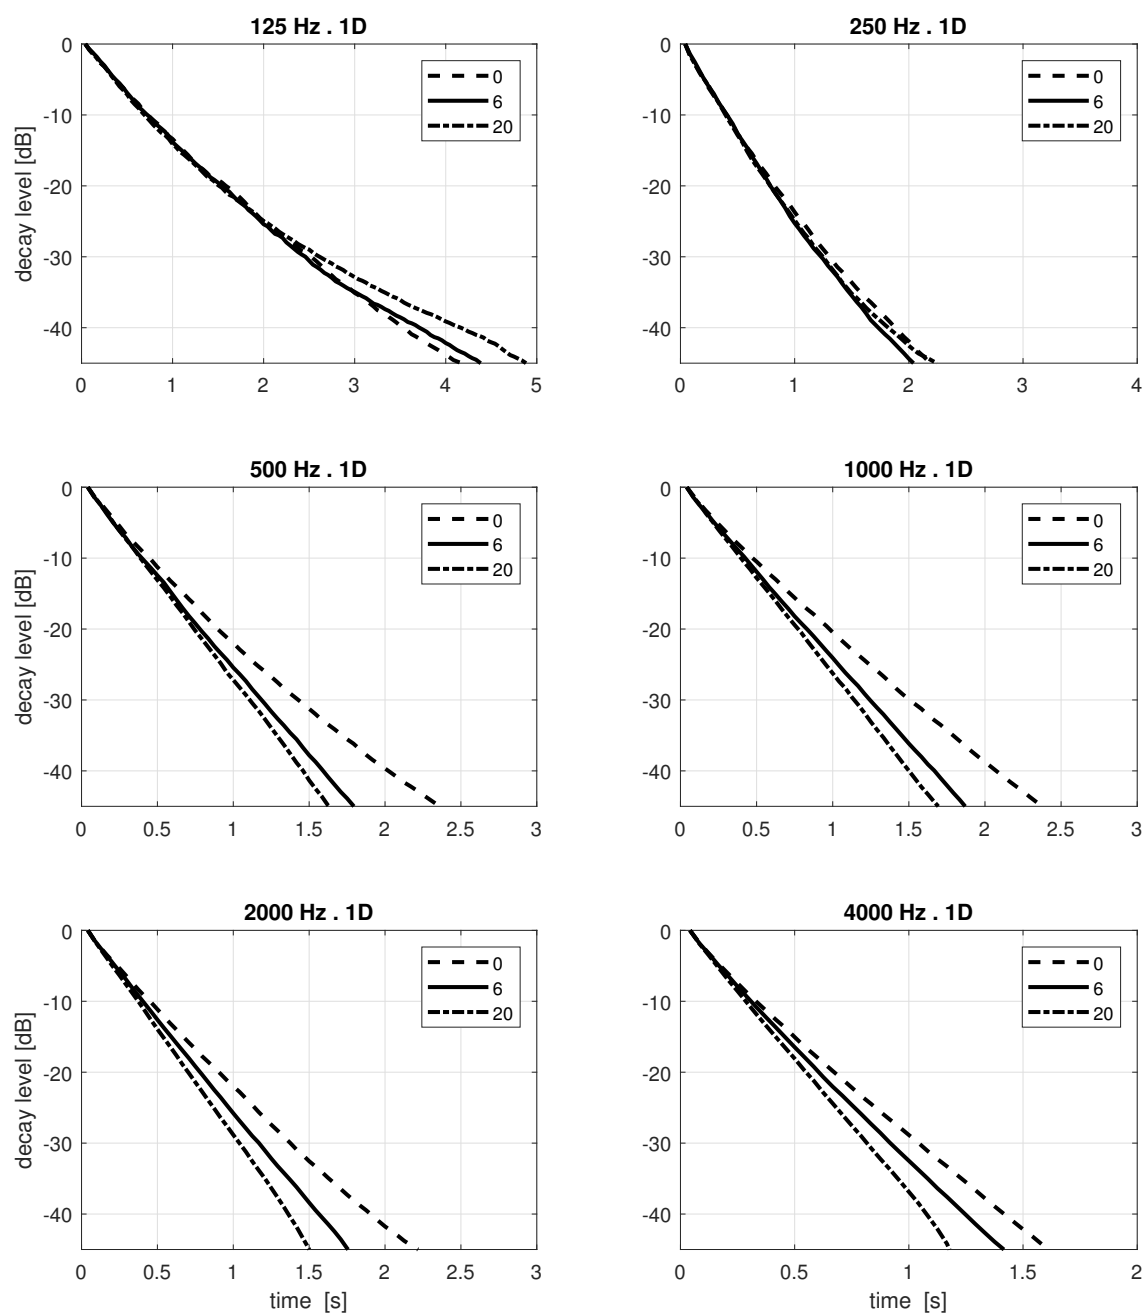 125 Hz . 1D
250 Hz . 1D
0
-10
-20
-30
-40
decay level [dB]
0
6
20
0 1 2 3 4 5
0
-10
-20
-30
-40
0
6
20
0 1 2 3 4
500 Hz . 1D
1000 Hz . 1D
0
-10
-20
-30
-40
decay level [dB]
0
6
20
0 0.5 1 1.5 2 2.5 3
0
-10
-20
-30
-40
0
6
20
0 0.5 1 1.5 2 2.5 3
2000 Hz . 1D
4000 Hz . 1D
0
-10
-20
-30
-40
decay level [dB]
0
6
20
0 0.5 1 1.5 2 2.5 3
time [s]
0
-10
-20
-30
-40
0
6
20
0 0.5 1 1.5 2
time [s]